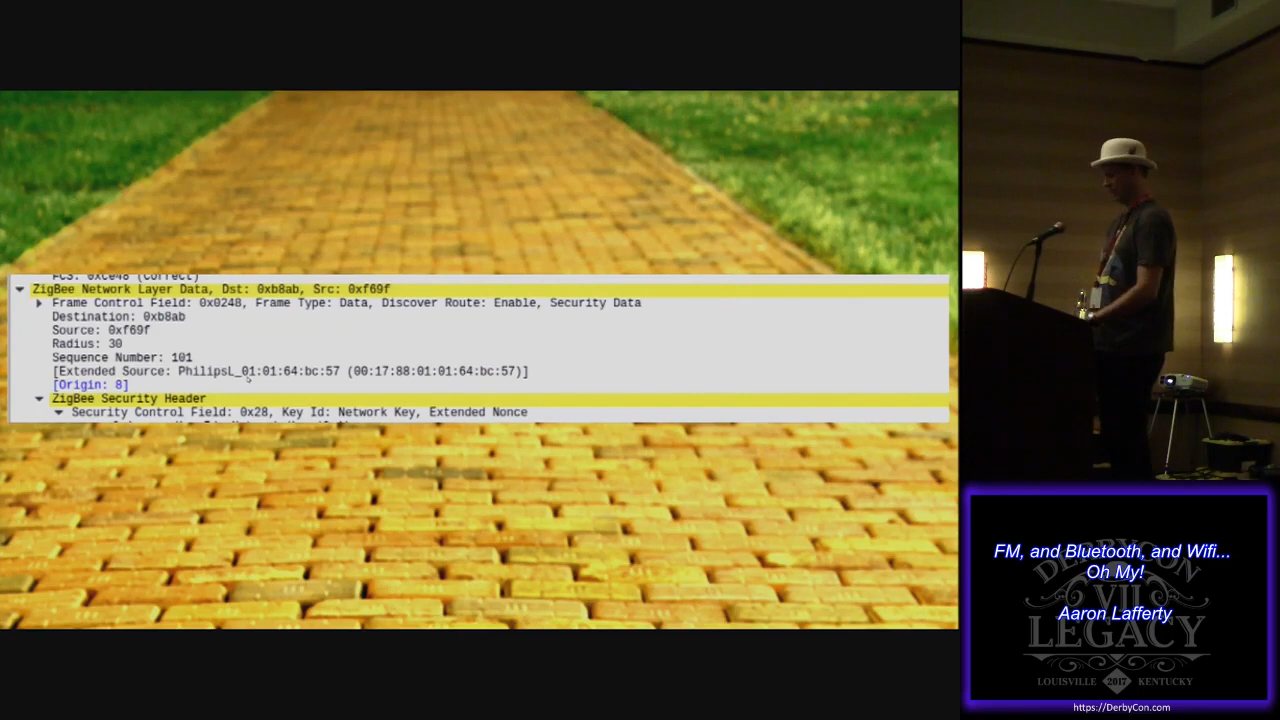 FCS: 0xce48 (Correct)
ZigBee Network Layer Data, Dst: 0xb8ab, Src: 0xf69f
Frame Control Field: 0x0248, Frame Type: Data, Discover Route: Enable, Security Data
Destination: 0xb8ab
Source: 0xf69f
Radius: 30
Sequence Number: 101
[Extended Source: PhilipsL_01:01:64:bc:57 (00:17:88:01:01:64:bc:57)]
[Origin: 8]
ZigBee Security Header
Security Control Field: 0x28, Key Id: Network Key, Extended Nonce
FM, and Bluetooth, and Wifi...
Oh My!
Aaron Lafferty
DERBYCON
VII
LEGACY
LOUISVILLE 2017 KENTUCKY
https://DerbyCon.com